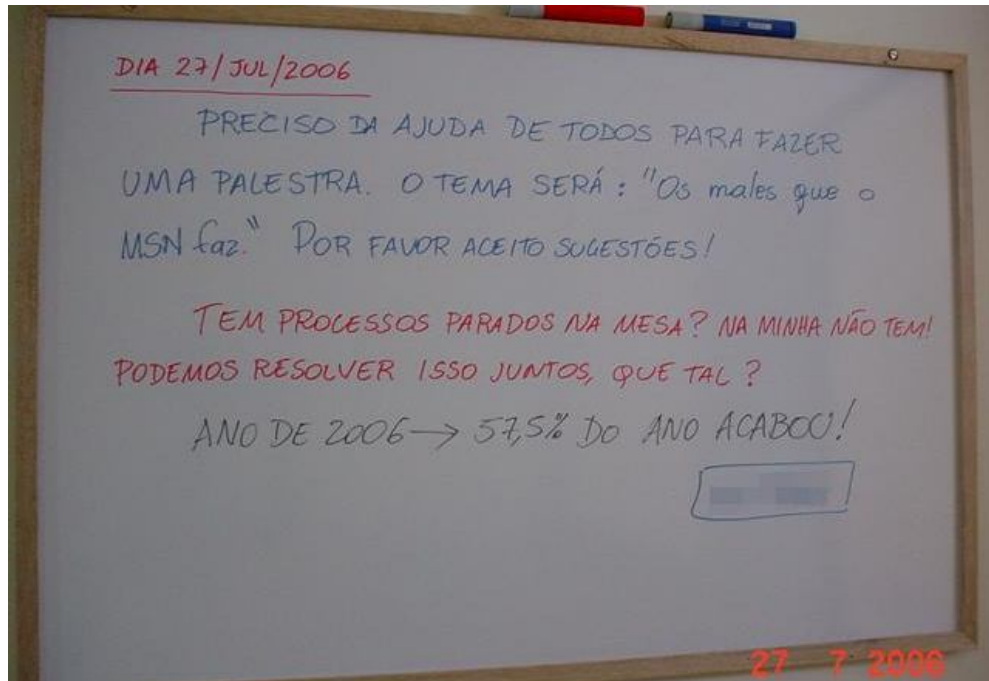 DIA 27/JUL/2006
PRECISO DA AJUDA DE TODOS PARA FAZER
UMA PALESTRA. O TEMA SERÁ: "Os males que o
MSN faz." POR FAVOR ACEITO SUGESTÕES!
TEM PROCESSOS PARADOS NA MESA? NA MINHA NÃO TEM!
PODEMOS RESOLVER ISSO JUNTOS, QUE TAL?
ANO DE 2006 → 57,5% DO ANO ACABOU!
27 7 2006